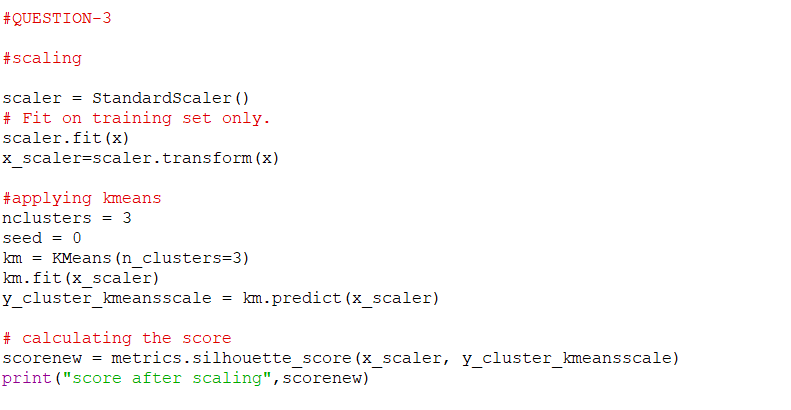 #QUESTION-3
#scaling
scaler = StandardScaler()
# Fit on training set only.
scaler.fit(x)
x_scaler=scaler.transform(x)
#applying kmeans
nclusters = 3
seed = 0
km = KMeans(n_clusters=3)
km.fit(x_scaler)
y_cluster_kmeansscale = km.predict(x_scaler)
# calculating the score
scorenew = metrics.silhouette_score(x_scaler, y_cluster_kmeansscale)
print("score after scaling",scorenew)